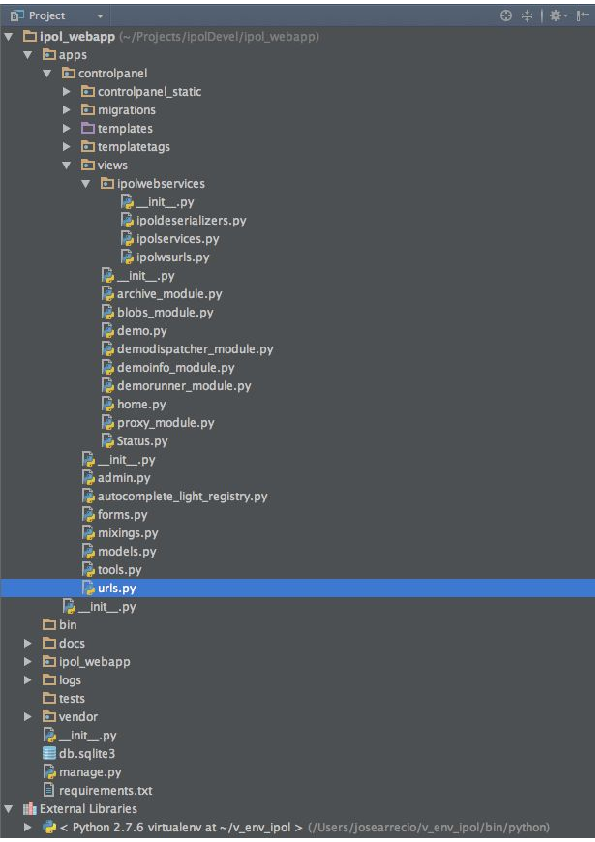 Project
ipol_webapp (~/Projects/ipolDevel/ipol_webapp)
apps
controlpanel
controlpanel_static
migrations
templates
templatetags
views
ipolwebservices
__init__.py
ipoldeserializers.py
ipolservices.py
ipolwsurls.py
__init__.py
archive_module.py
blobs_module.py
demo.py
demodispatcher_module.py
demoinfo_module.py
demorunner_module.py
home.py
proxy_module.py
Status.py
__init__.py
admin.py
autocomplete_light_registry.py
forms.py
mixings.py
models.py
tools.py
urls.py
__init__.py
bin
docs
ipol_webapp
logs
tests
vendor
__init__.py
db.sqlite3
manage.py
requirements.txt
External Libraries
< Python 2.7.6 virtualenv at ~/v_env_ipol > (/Users/josearrecio/v_env_ipol/bin/python)